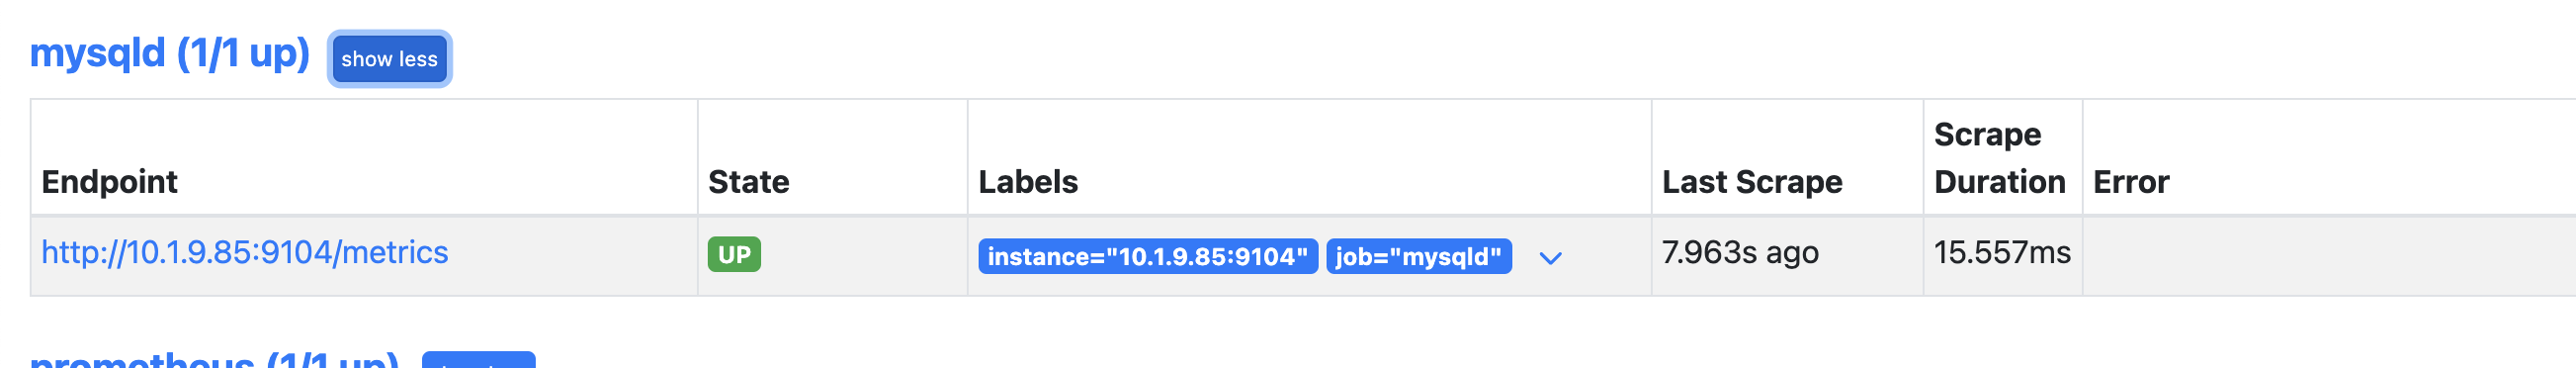 mysqld (1/1 up) show less
Endpoint State Labels Last Scrape Scrape Duration Error
http://10.1.9.85:9104/metrics UP instance="10.1.9.85:9104" job="mysqld" 7.963s ago 15.557ms
prometheus (1/1 up)